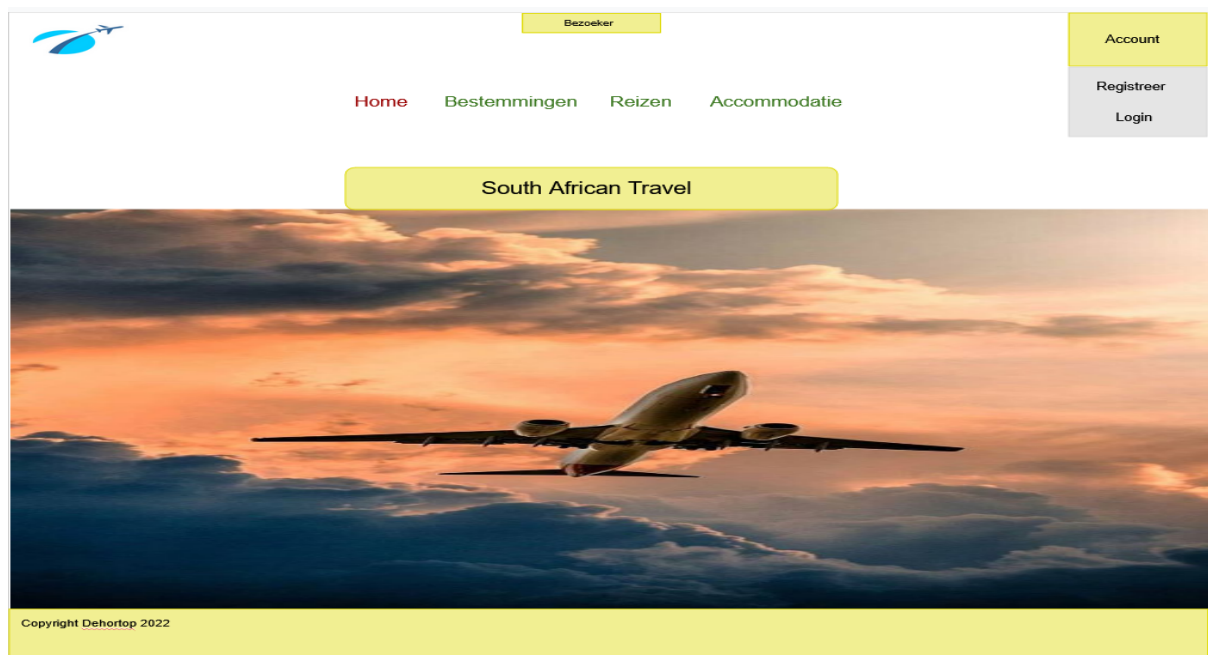 Bezoeker
Account
Registreer
Login
Home Bestemmingen Reizen Accommodatie
South African Travel
Copyright Dehortop 2022